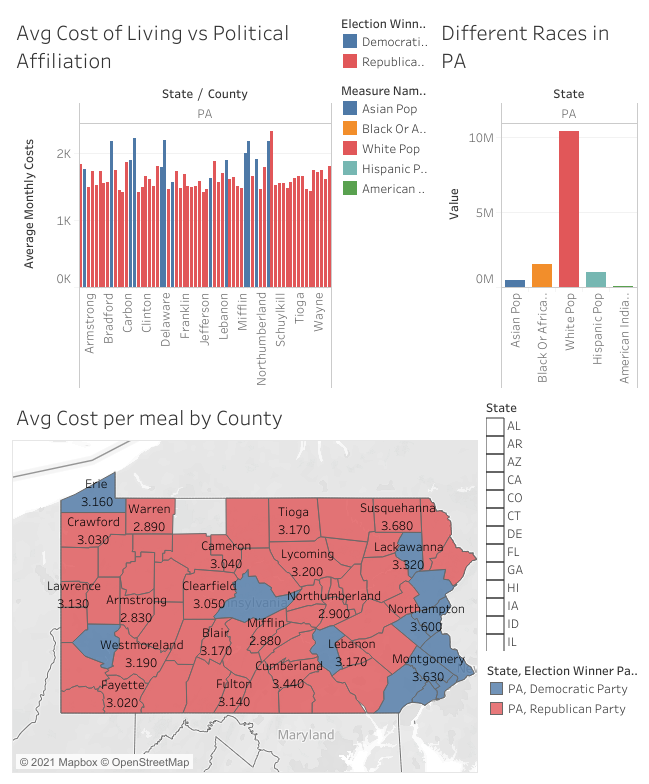 Avg Cost of Living vs Political
Affiliation
State / County
PA
Average Monthly Costs
2K
1K
0K
Armstrong
Bradford
Carbon
Clinton
Delaware
Franklin
Jefferson
Lebanon
Mifflin
Northumberland
Schuylkill
Tioga
Wayne
Election Winn..
Democrati..
Republica..
Measure Nam..
Asian Pop
Black Or A..
White Pop
Hispanic P..
American ..
Different Races in
PA
State
PA
Value
10M
5M
0M
Asian Pop
Black Or Africa..
White Pop
Hispanic Pop
American India..
Avg Cost per meal by County
Erie
3.160
Warren
2.890
Crawford
3.030
Tioga
3.170
Susquehanna
3.680
Cameron
3.040
Lycoming
3.200
Lackawanna
3.320
Lawrence
3.130
Armstrong
2.830
Clearfield
3.050
Northumberland
2.900
Northampton
3.600
Westmoreland
3.190
Blair
3.170
Mifflin
2.880
Lebanon
3.170
Montgomery
3.630
Cumberland
3.440
Fayette
3.020
Fulton
3.140
Maryland
© 2021 Mapbox © OpenStreetMap
State
AL
AR
AZ
CA
CO
CT
DE
FL
GA
HI
IA
ID
IL
State, Election Winner Pa..
PA, Democratic Party
PA, Republican Party